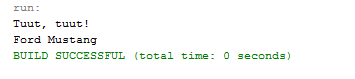 run:
Tuut, tuut!
Ford Mustang
BUILD SUCCESSFUL (total time: 0 seconds)